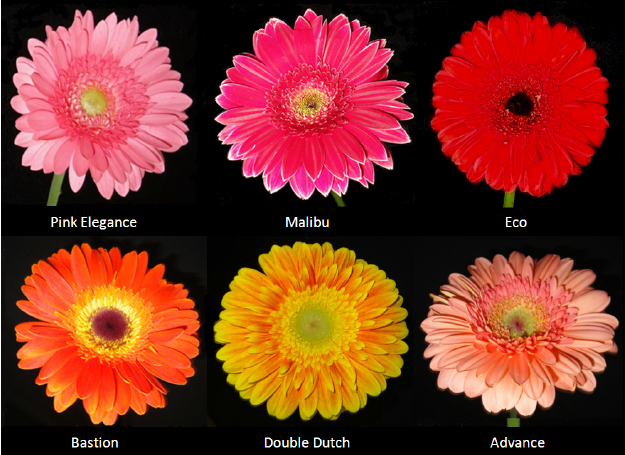 Pink Elegance
Malibu
Eco
Bastion
Double Dutch
Advance